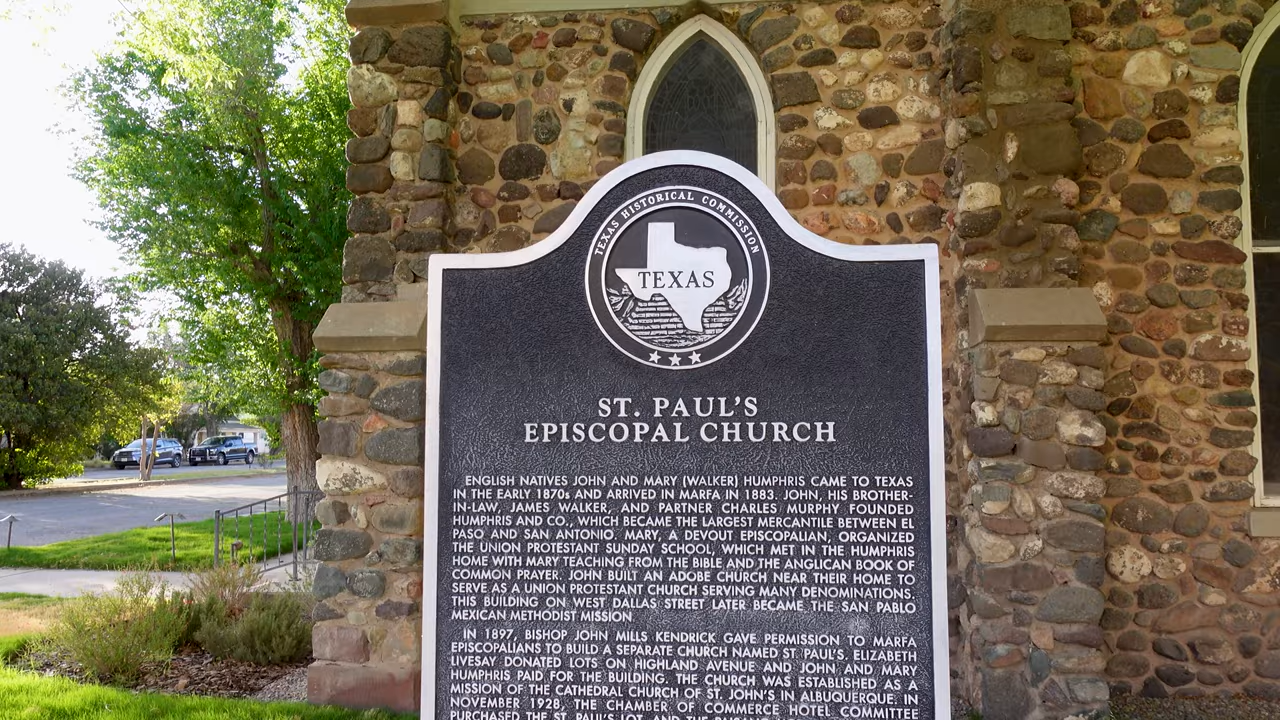 TEXAS HISTORICAL COMMISSION
TEXAS
ST. PAUL'S
EPISCOPAL CHURCH
ENGLISH NATIVES JOHN AND MARY (WALKER) HUMPHRIS CAME TO TEXAS
IN THE EARLY 1870s AND ARRIVED IN MARFA IN 1883. JOHN, HIS BROTHER-
IN-LAW, JAMES WALKER, AND PARTNER CHARLES MURPHY FOUNDED
HUMPHRIS AND CO., WHICH BECAME THE LARGEST MERCANTILE BETWEEN EL
PASO AND SAN ANTONIO. MARY, A DEVOUT EPISCOPALIAN, ORGANIZED
THE UNION PROTESTANT SUNDAY SCHOOL, WHICH MET IN THE HUMPHRIS
HOME WITH MARY TEACHING FROM THE BIBLE AND THE ANGLICAN BOOK OF
COMMON PRAYER. JOHN BUILT AN ADOBE CHURCH NEAR THEIR HOME TO
SERVE AS A UNION PROTESTANT CHURCH SERVING MANY DENOMINATIONS.
THIS BUILDING ON WEST DALLAS STREET LATER BECAME THE SAN PABLO
MEXICAN METHODIST MISSION.
IN 1897, BISHOP JOHN MILLS KENDRICK GAVE PERMISSION TO MARFA
EPISCOPALIANS TO BUILD A SEPARATE CHURCH NAMED ST. PAUL'S. ELIZABETH
LIVESAY DONATED LOTS ON HIGHLAND AVENUE AND JOHN AND MARY
HUMPHRIS PAID FOR THE BUILDING. THE CHURCH WAS ESTABLISHED AS A
MISSION OF THE CATHEDRAL CHURCH OF ST. JOHN'S IN ALBUQUERQUE. IN
NOVEMBER 1928, THE CHAMBER OF COMMERCE HOTEL COMMITTEE
PURCHASED THE ST. PAUL'S LOT, AND THE